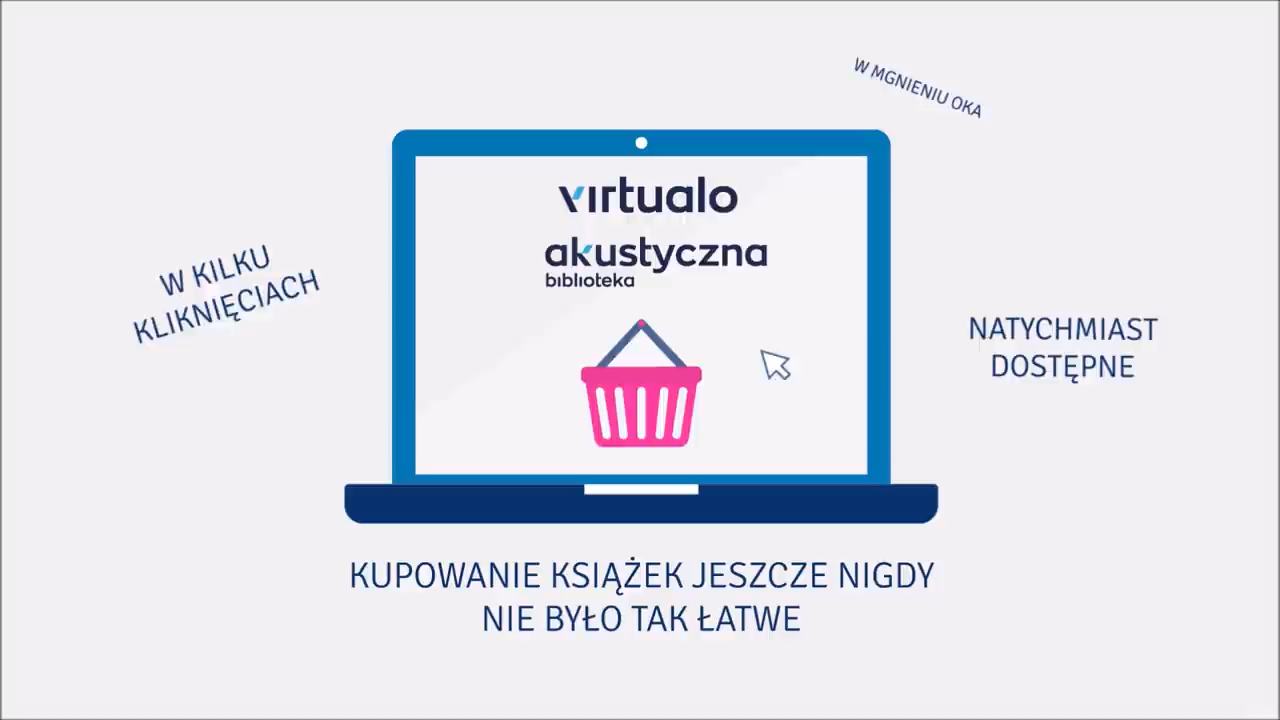 W MGNIENIU OKA
virtualo
akustyczna
biblioteka
W KILKU
KLIKNIĘCIACH
NATYCHMIAST
DOSTĘPNE
KUPOWANIE KSIĄŻEK JESZCZE NIGDY
NIE BYŁO TAK ŁATWE